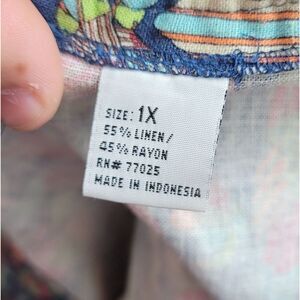 SIZE: 1X
55% LINEN/
45% RAYON
RN# 77025
MADE IN INDONESIA